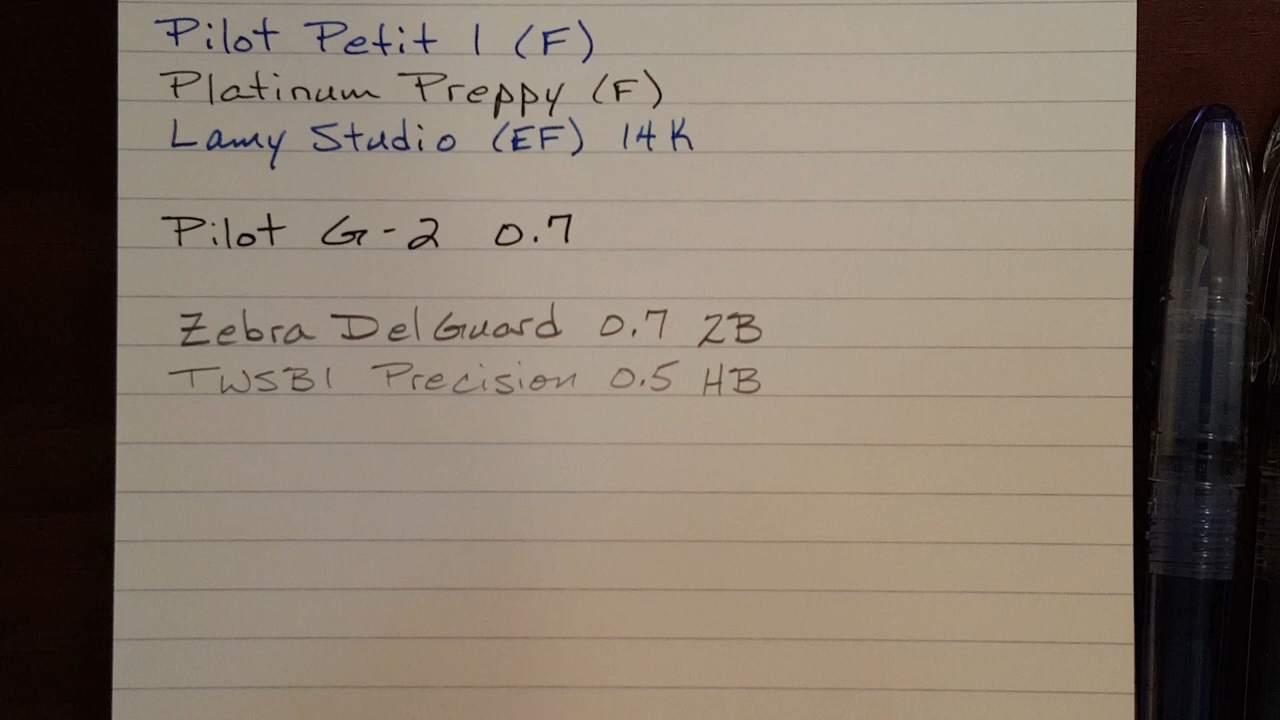 Pilot Petit 1 (F)
Platinum Preppy (F)
Lamy Studio (EF) 14K
Pilot G-2 0.7
Zebra DelGuard 0.7 2B
TWSBI Precision 0.5 HB